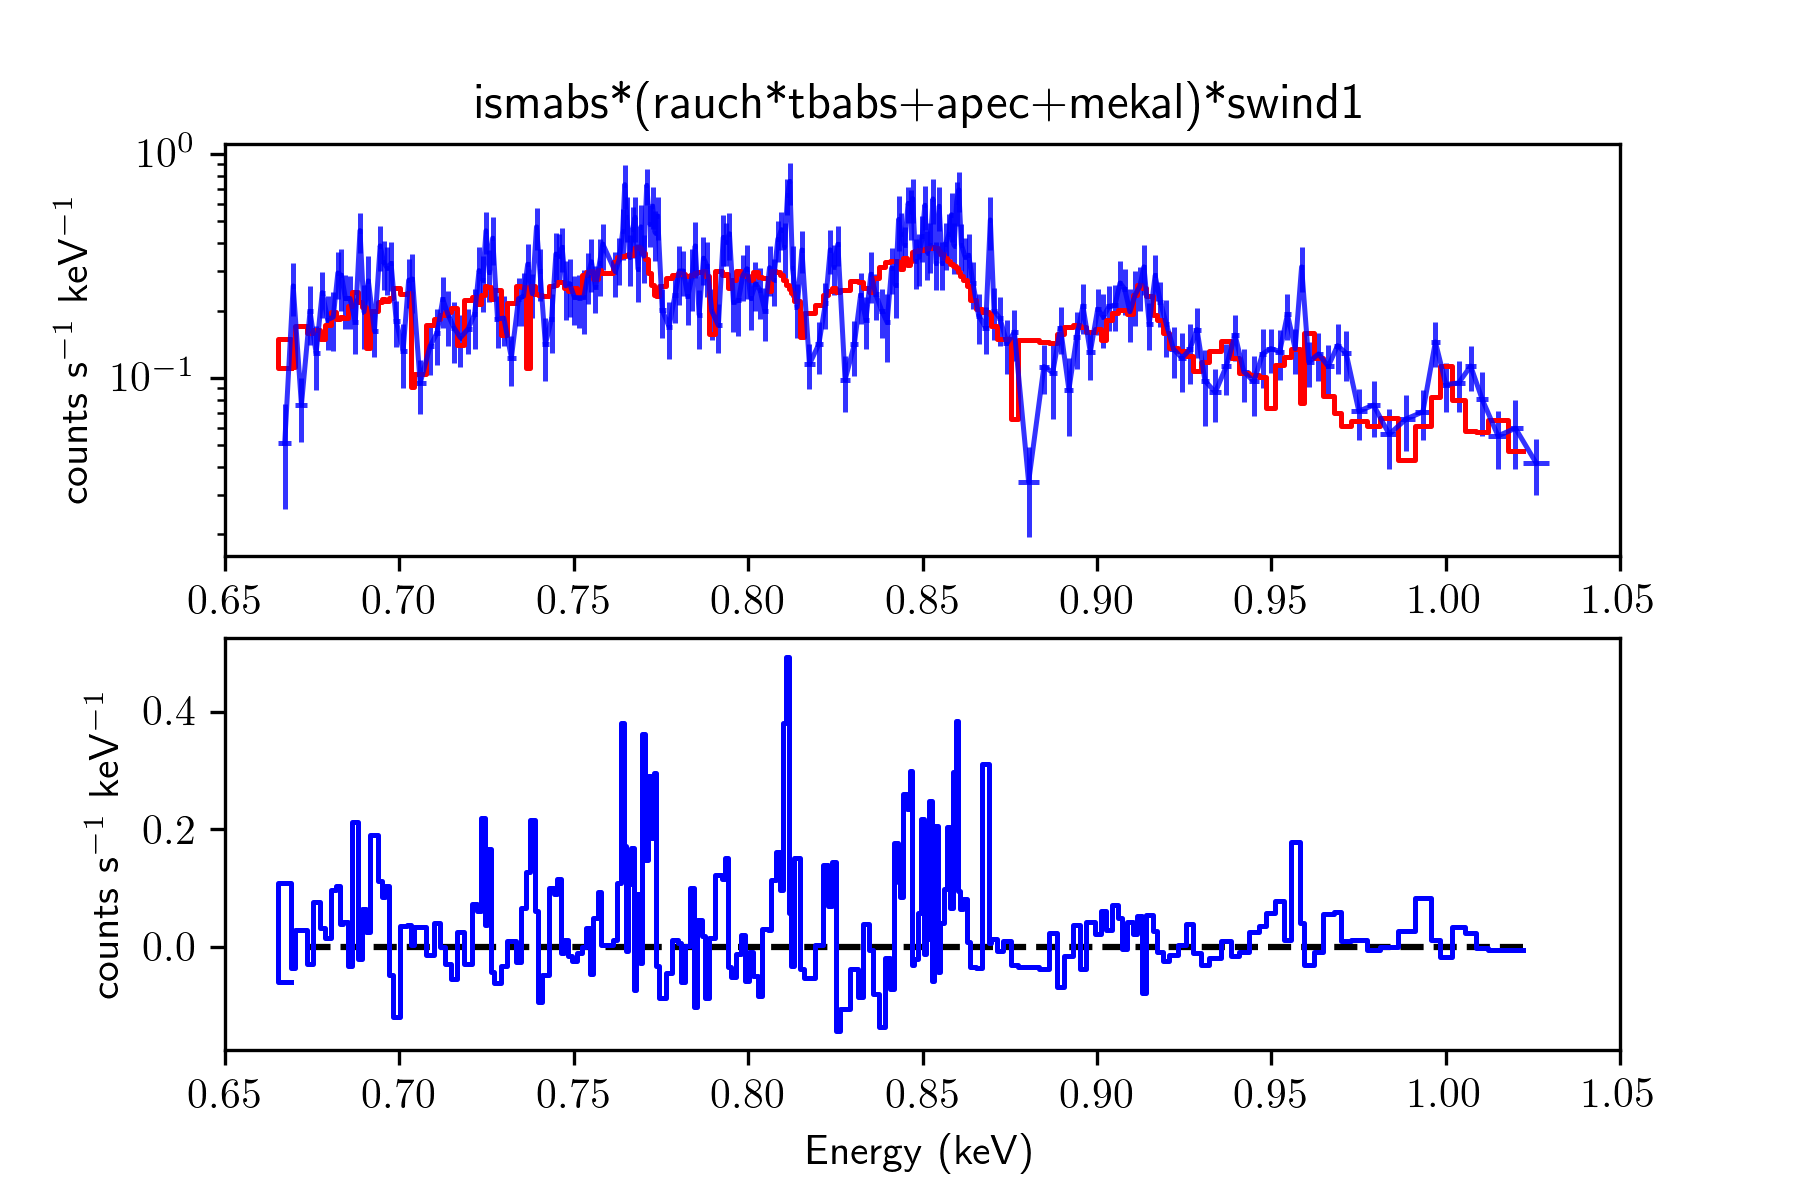 ismabs*(rauch*tbabs+apec+mekal)*swind1
10⁰
10⁻¹
counts s⁻¹ keV⁻¹
0.65 0.70 0.75 0.80 0.85 0.90 0.95 1.00 1.05
0.4
0.2
0.0
counts s⁻¹ keV⁻¹
0.65 0.70 0.75 0.80 0.85 0.90 0.95 1.00 1.05
Energy (keV)